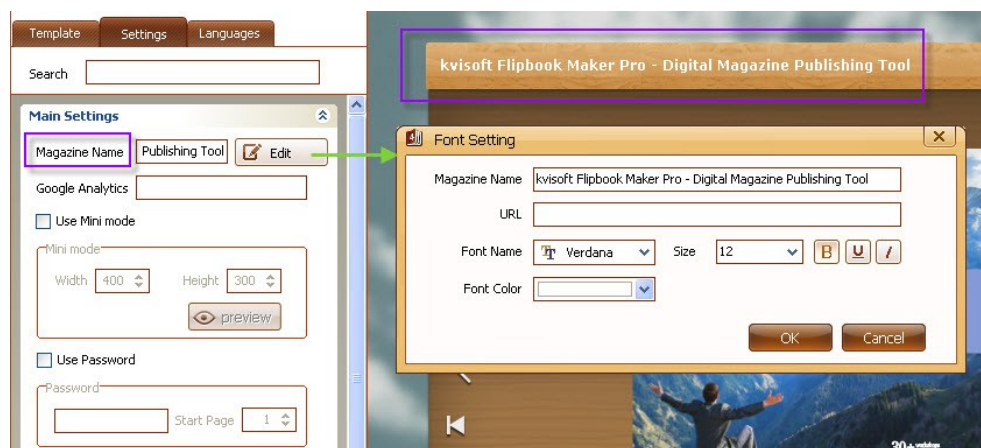 Template Settings Languages
Search
Main Settings
Magazine Name Publishing Tool Edit
Google Analytics
Use Mini mode
Mini mode
Width 400 Height 300
preview
Use Password
Password
Start Page 1
kvisoft Flipbook Maker Pro - Digital Magazine Publishing Tool
Font Setting
Magazine Name kvisoft Flipbook Maker Pro - Digital Magazine Publishing Tool
URL
Font Name Verdana Size 12 B U I
Font Color
OK Cancel
30+